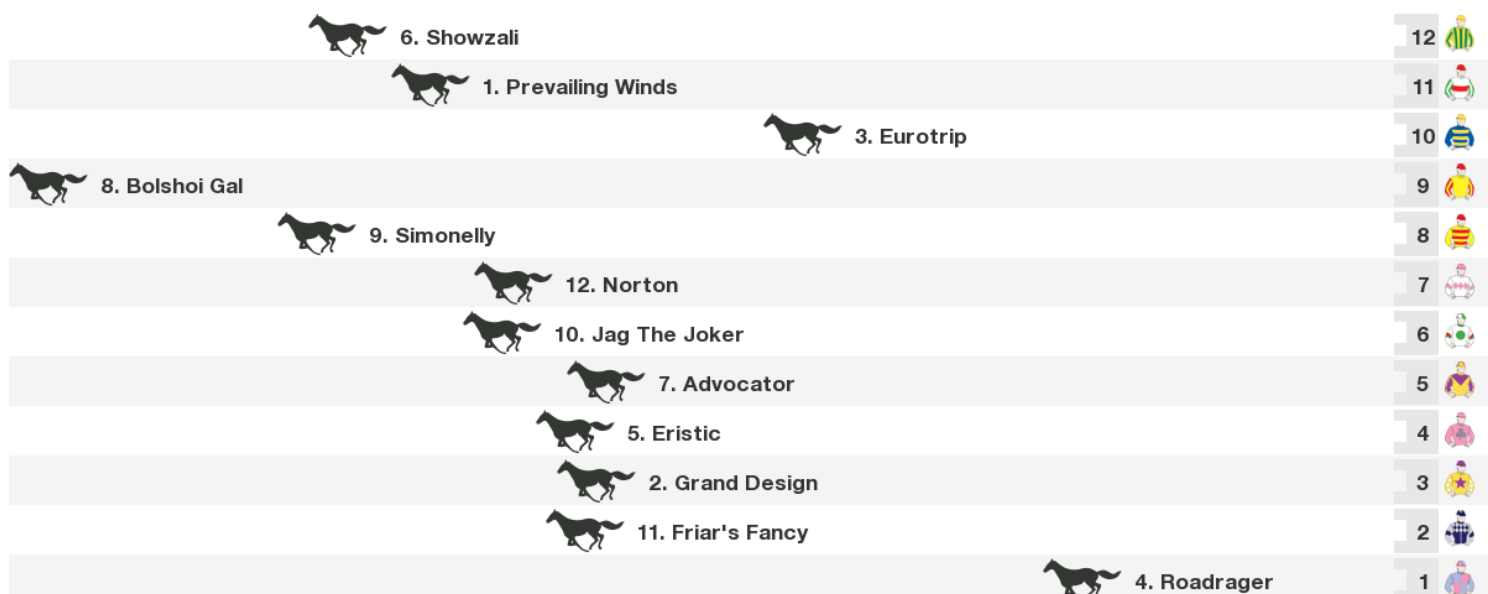 6. Showzali 12
1. Prevailing Winds 11
3. Eurotrip 10
8. Bolshoi Gal 9
9. Simonelly 8
12. Norton 7
10. Jag The Joker 6
7. Advocator 5
5. Eristic 4
2. Grand Design 3
11. Friar's Fancy 2
4. Roadrager 1